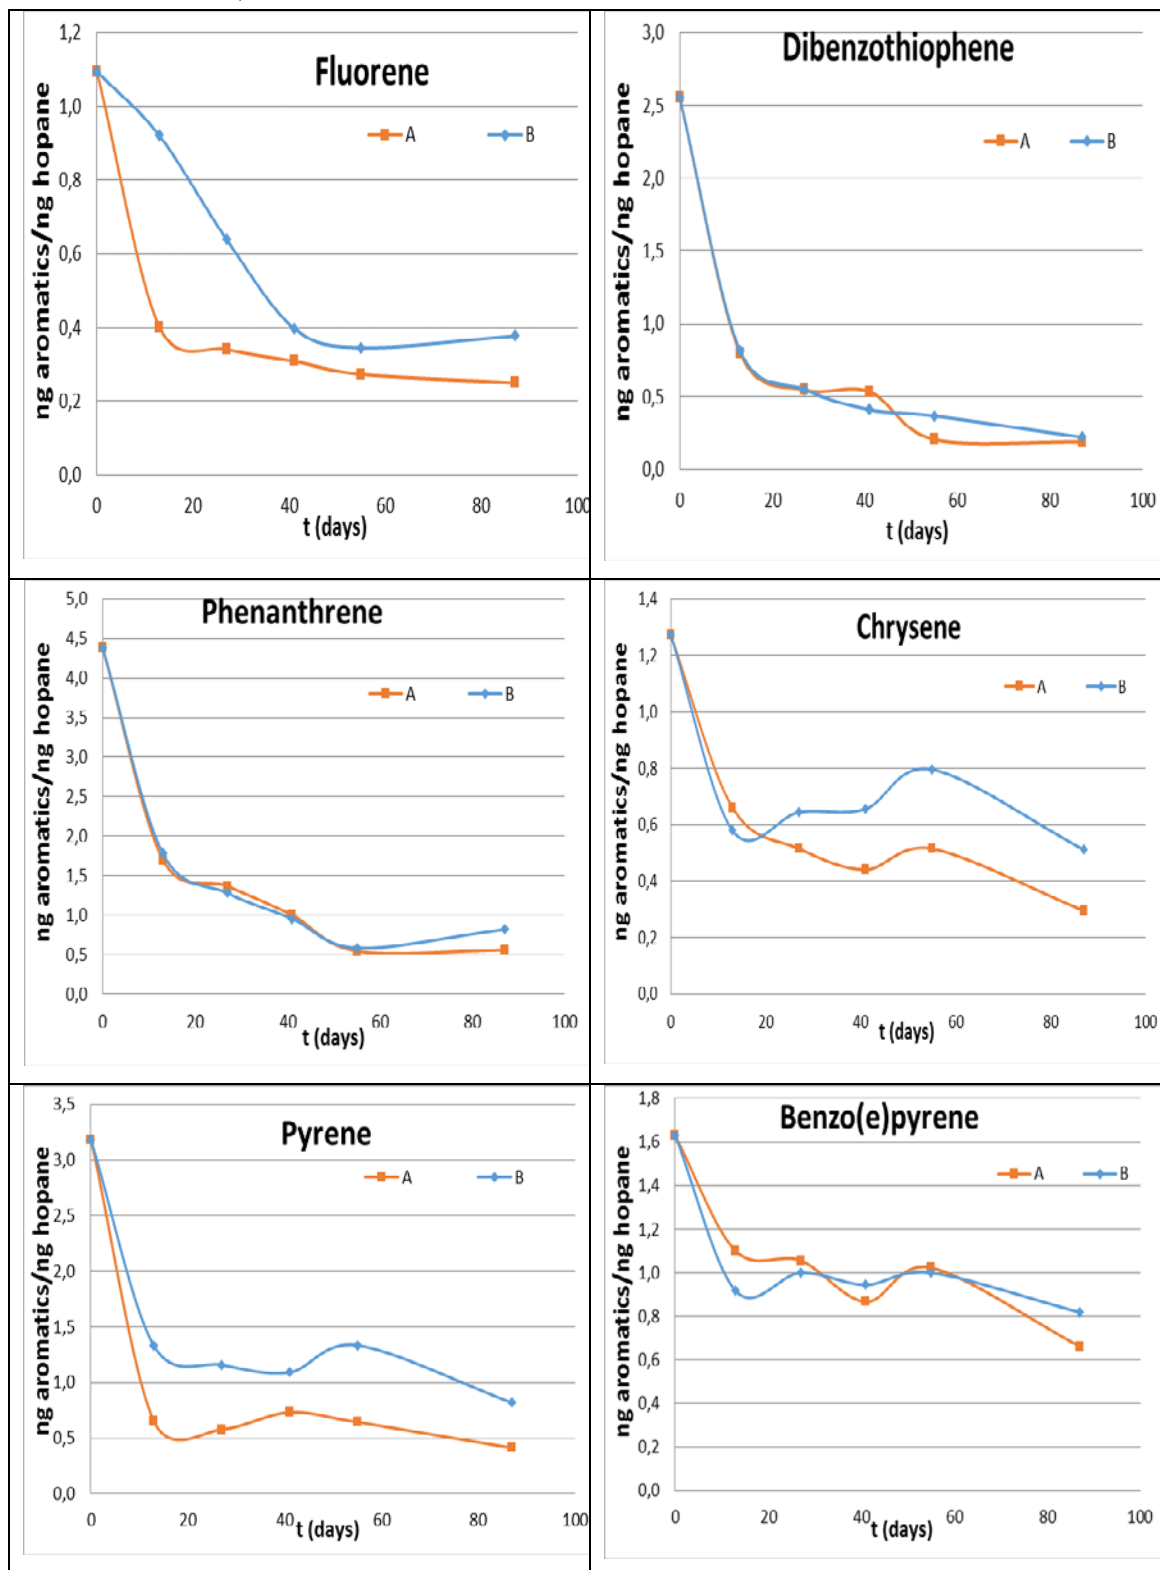 Fluorene
ng aromatics/ng hopane
1,2
1,0
0,8
0,6
0,4
0,2
0,0
A B
0 20 40 60 80 100
t (days)
Dibenzothiophene
ng aromatics/ng hopane
3,0
2,5
2,0
1,5
1,0
0,5
0,0
A B
0 20 40 60 80 100
t (days)
Phenanthrene
ng aromatics/ng hopane
5,0
4,5
4,0
3,5
3,0
2,5
2,0
1,5
1,0
0,5
0,0
A B
0 20 40 60 80 100
t (days)
Chrysene
ng aromatics/ng hopane
1,4
1,2
1,0
0,8
0,6
0,4
0,2
0,0
A B
0 20 40 60 80 100
t (days)
Pyrene
ng aromatics/ng hopane
3,5
3,0
2,5
2,0
1,5
1,0
0,5
0,0
A B
0 20 40 60 80 100
t (days)
Benzo(e)pyrene
ng aromatics/ng hopane
1,8
1,6
1,4
1,2
1,0
0,8
0,6
0,4
0,2
0,0
A B
0 20 40 60 80 100
t (days)